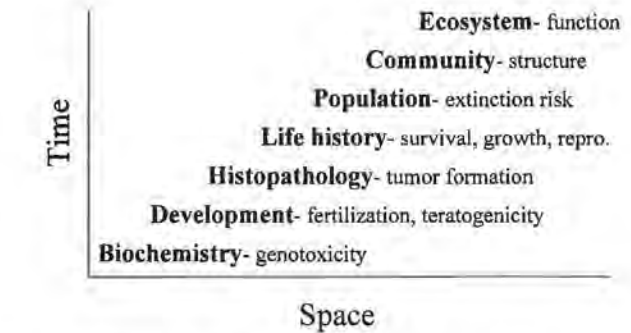 Ecosystem- function
Community- structure
Population- extinction risk
Life history- survival, growth, repro.
Histopathology- tumor formation
Development- fertilization, teratogenicity
Biochemistry- genotoxicity
Time
Space